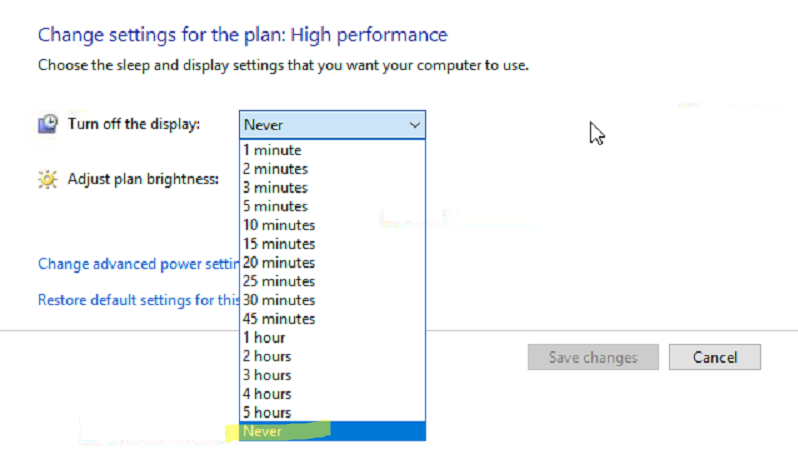 Change settings for the plan: High performance
Choose the sleep and display settings that you want your computer to use.
Turn off the display: Never
1 minute
2 minutes
3 minutes
5 minutes
10 minutes
15 minutes
20 minutes
25 minutes
30 minutes
45 minutes
1 hour
2 hours
3 hours
4 hours
5 hours
Never
Adjust plan brightness:
Change advanced power settin
Restore default settings for this
Save changes Cancel